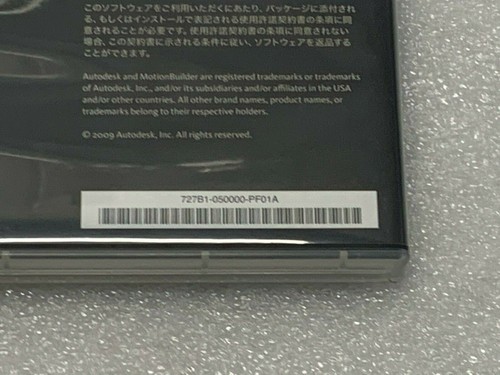 このソフトウェアをご利用いただくにあたり、パッケージに添付され
る、もしくはインストールで表記される使用許諾契約書の条項に同
意されることが必要です。使用許諾契約書の条項に同意されない
場合、この契約書に示される条件に従い、ソフトウェアを返品するこ
とができます。
Autodesk and MotionBuilder are registered trademarks or trademarks
of Autodesk, Inc., and/or its subsidiaries and/or affiliates in the USA
and/or other countries. All other brand names, product names, or
trademarks belong to their respective holders.
© 2009 Autodesk, Inc. All rights reserved.
727B1-050000-PF01A